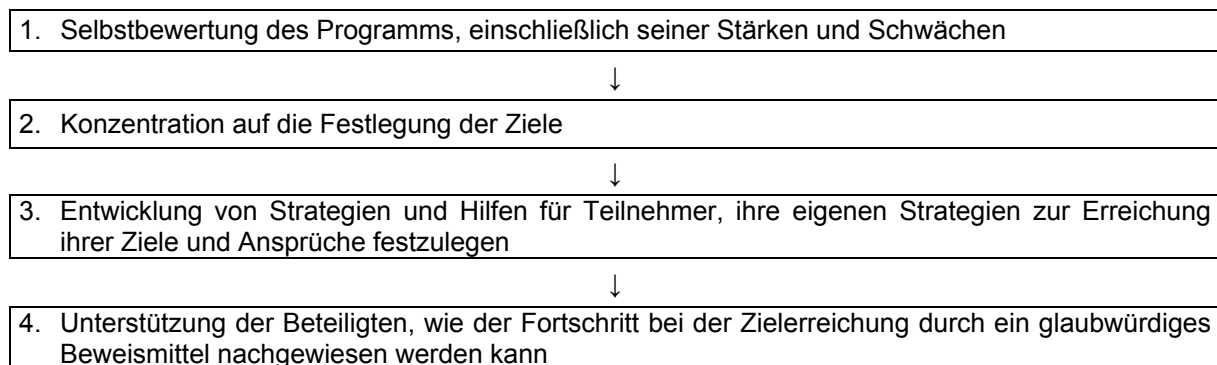 1. Selbstbewertung des Programms, einschließlich seiner Stärken und Schwächen
↓
2. Konzentration auf die Festlegung der Ziele
↓
3. Entwicklung von Strategien und Hilfen für Teilnehmer, ihre eigenen Strategien zur Erreichung
ihrer Ziele und Ansprüche festzulegen
↓
4. Unterstützung der Beteiligten, wie der Fortschritt bei der Zielerreichung durch ein glaubwürdiges
Beweismittel nachgewiesen werden kann